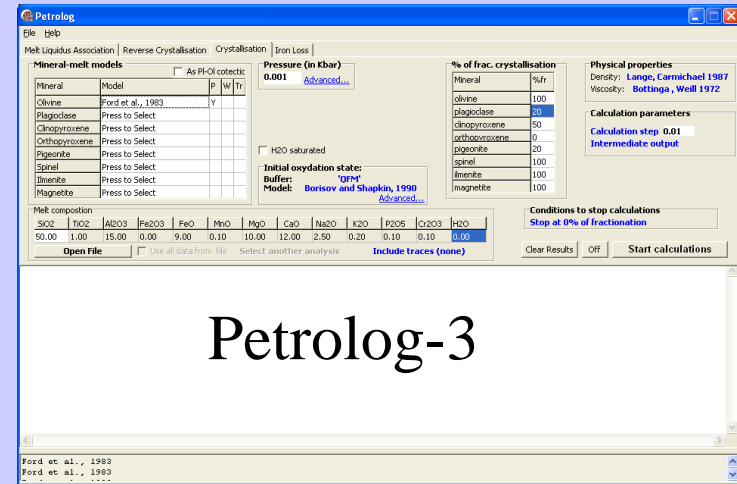 Petrolog
File Help
Melt Liquidus Association Reverse Crystallisation Crystallisation Iron Loss
Mineral-melt models
As Pl-Ol cotectic
Mineral Model P W Tr
Olivine Ford et al., 1983 Y
Plagioclase Press to Select
Clinopyroxene Press to Select
Orthopyroxene Press to Select
Pigeonite Press to Select
Spinel Press to Select
Ilmenite Press to Select
Magnetite Press to Select
Pressure (in Kbar)
0.001 Advanced...
H2O saturated
Initial oxydation state:
Buffer: 'QFM'
Model: Borisov and Shapkin, 1990
Advanced...
% of frac. crystallisation
Mineral %fr
olivine 100
plagioclase 20
clinopyroxene 50
orthopyroxene 0
pigeonite 20
spinel 100
ilmenite 100
magnetite 100
Physical properties
Density: Lange, Carmichael 1987
Viscosity: Bottinga , Weill 1972
Calculation parameters
Calculation step 0.01
Intermediate output
Melt compostion
SiO2 TiO2 Al2O3 Fe2O3 FeO MnO MgO CaO Na2O K2O P2O5 Cr2O3 H2O
50.00 1.00 15.00 0.00 9.00 0.10 10.00 12.00 2.50 0.20 0.10 0.10 0.00
Open File Use all data from file Select another analysis Include traces (none)
Conditions to stop calculations
Stop at 0% of fractionation
Clear Results Off Start calculations
Petrolog-3
Ford et al., 1983
Ford et al., 1983